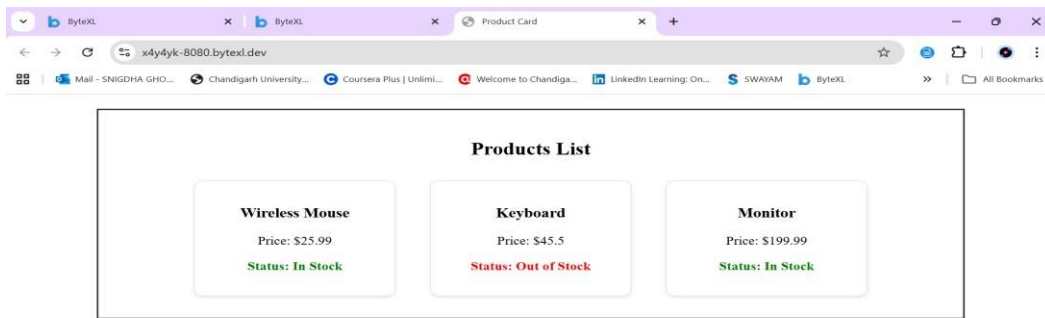 ByteXL ByteXL Product Card
x4y4yk-8080.bytexl.dev
Mail - SNIGDHA GHO... Chandigarh University... Coursera Plus | Unlimi... Welcome to Chandiga... LinkedIn Learning: On... SWAYAM ByteXL All Bookmarks
Products List
Wireless Mouse
Price: $25.99
Status: In Stock
Keyboard
Price: $45.5
Status: Out of Stock
Monitor
Price: $199.99
Status: In Stock